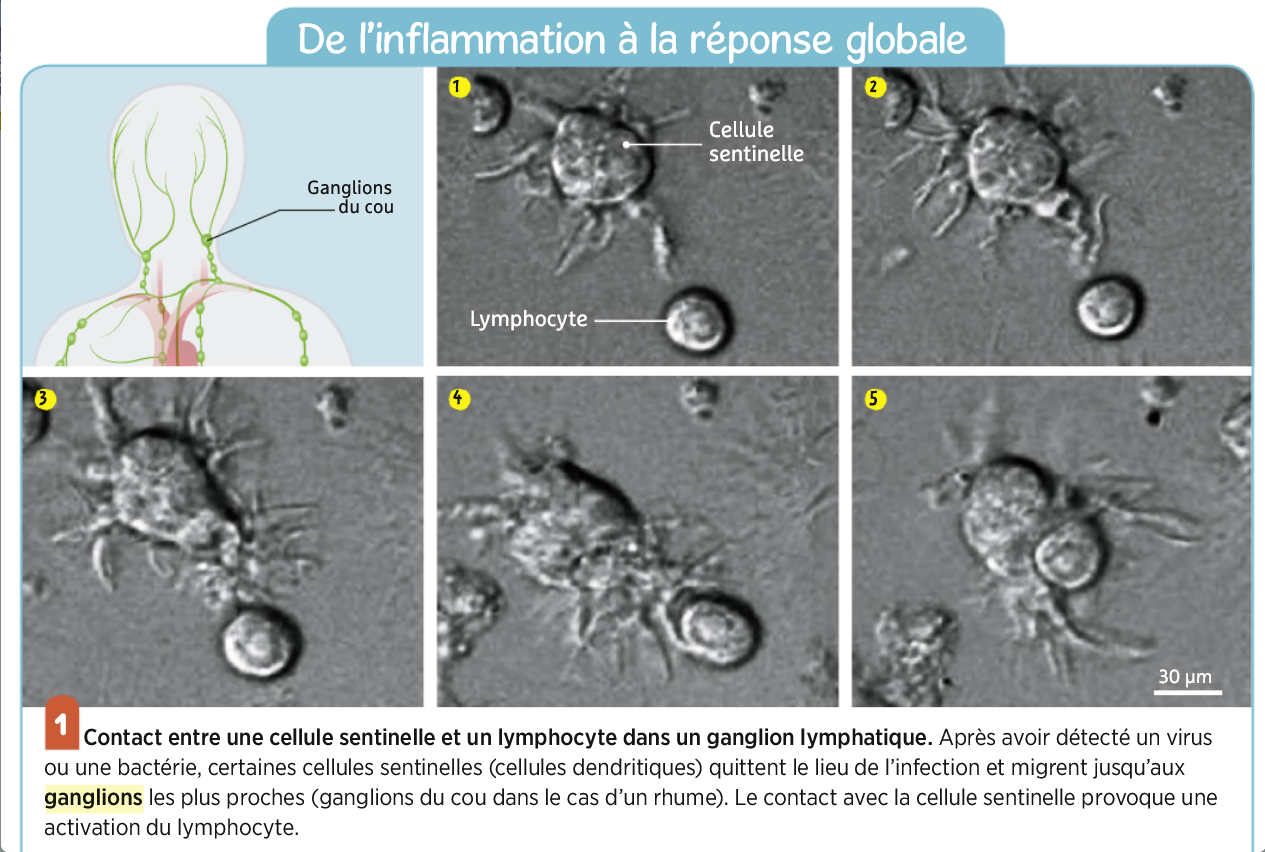 De l'inflammation à la réponse globale
Ganglions
du cou
1
Cellule
sentinelle
Lymphocyte
2
3
4
5
30 µm
1 Contact entre une cellule sentinelle et un lymphocyte dans un ganglion lymphatique. Après avoir détecté un virus
ou une bactérie, certaines cellules sentinelles (cellules dendritiques) quittent le lieu de l'infection et migrent jusqu'aux
ganglions les plus proches (ganglions du cou dans le cas d'un rhume). Le contact avec la cellule sentinelle provoque une
activation du lymphocyte.